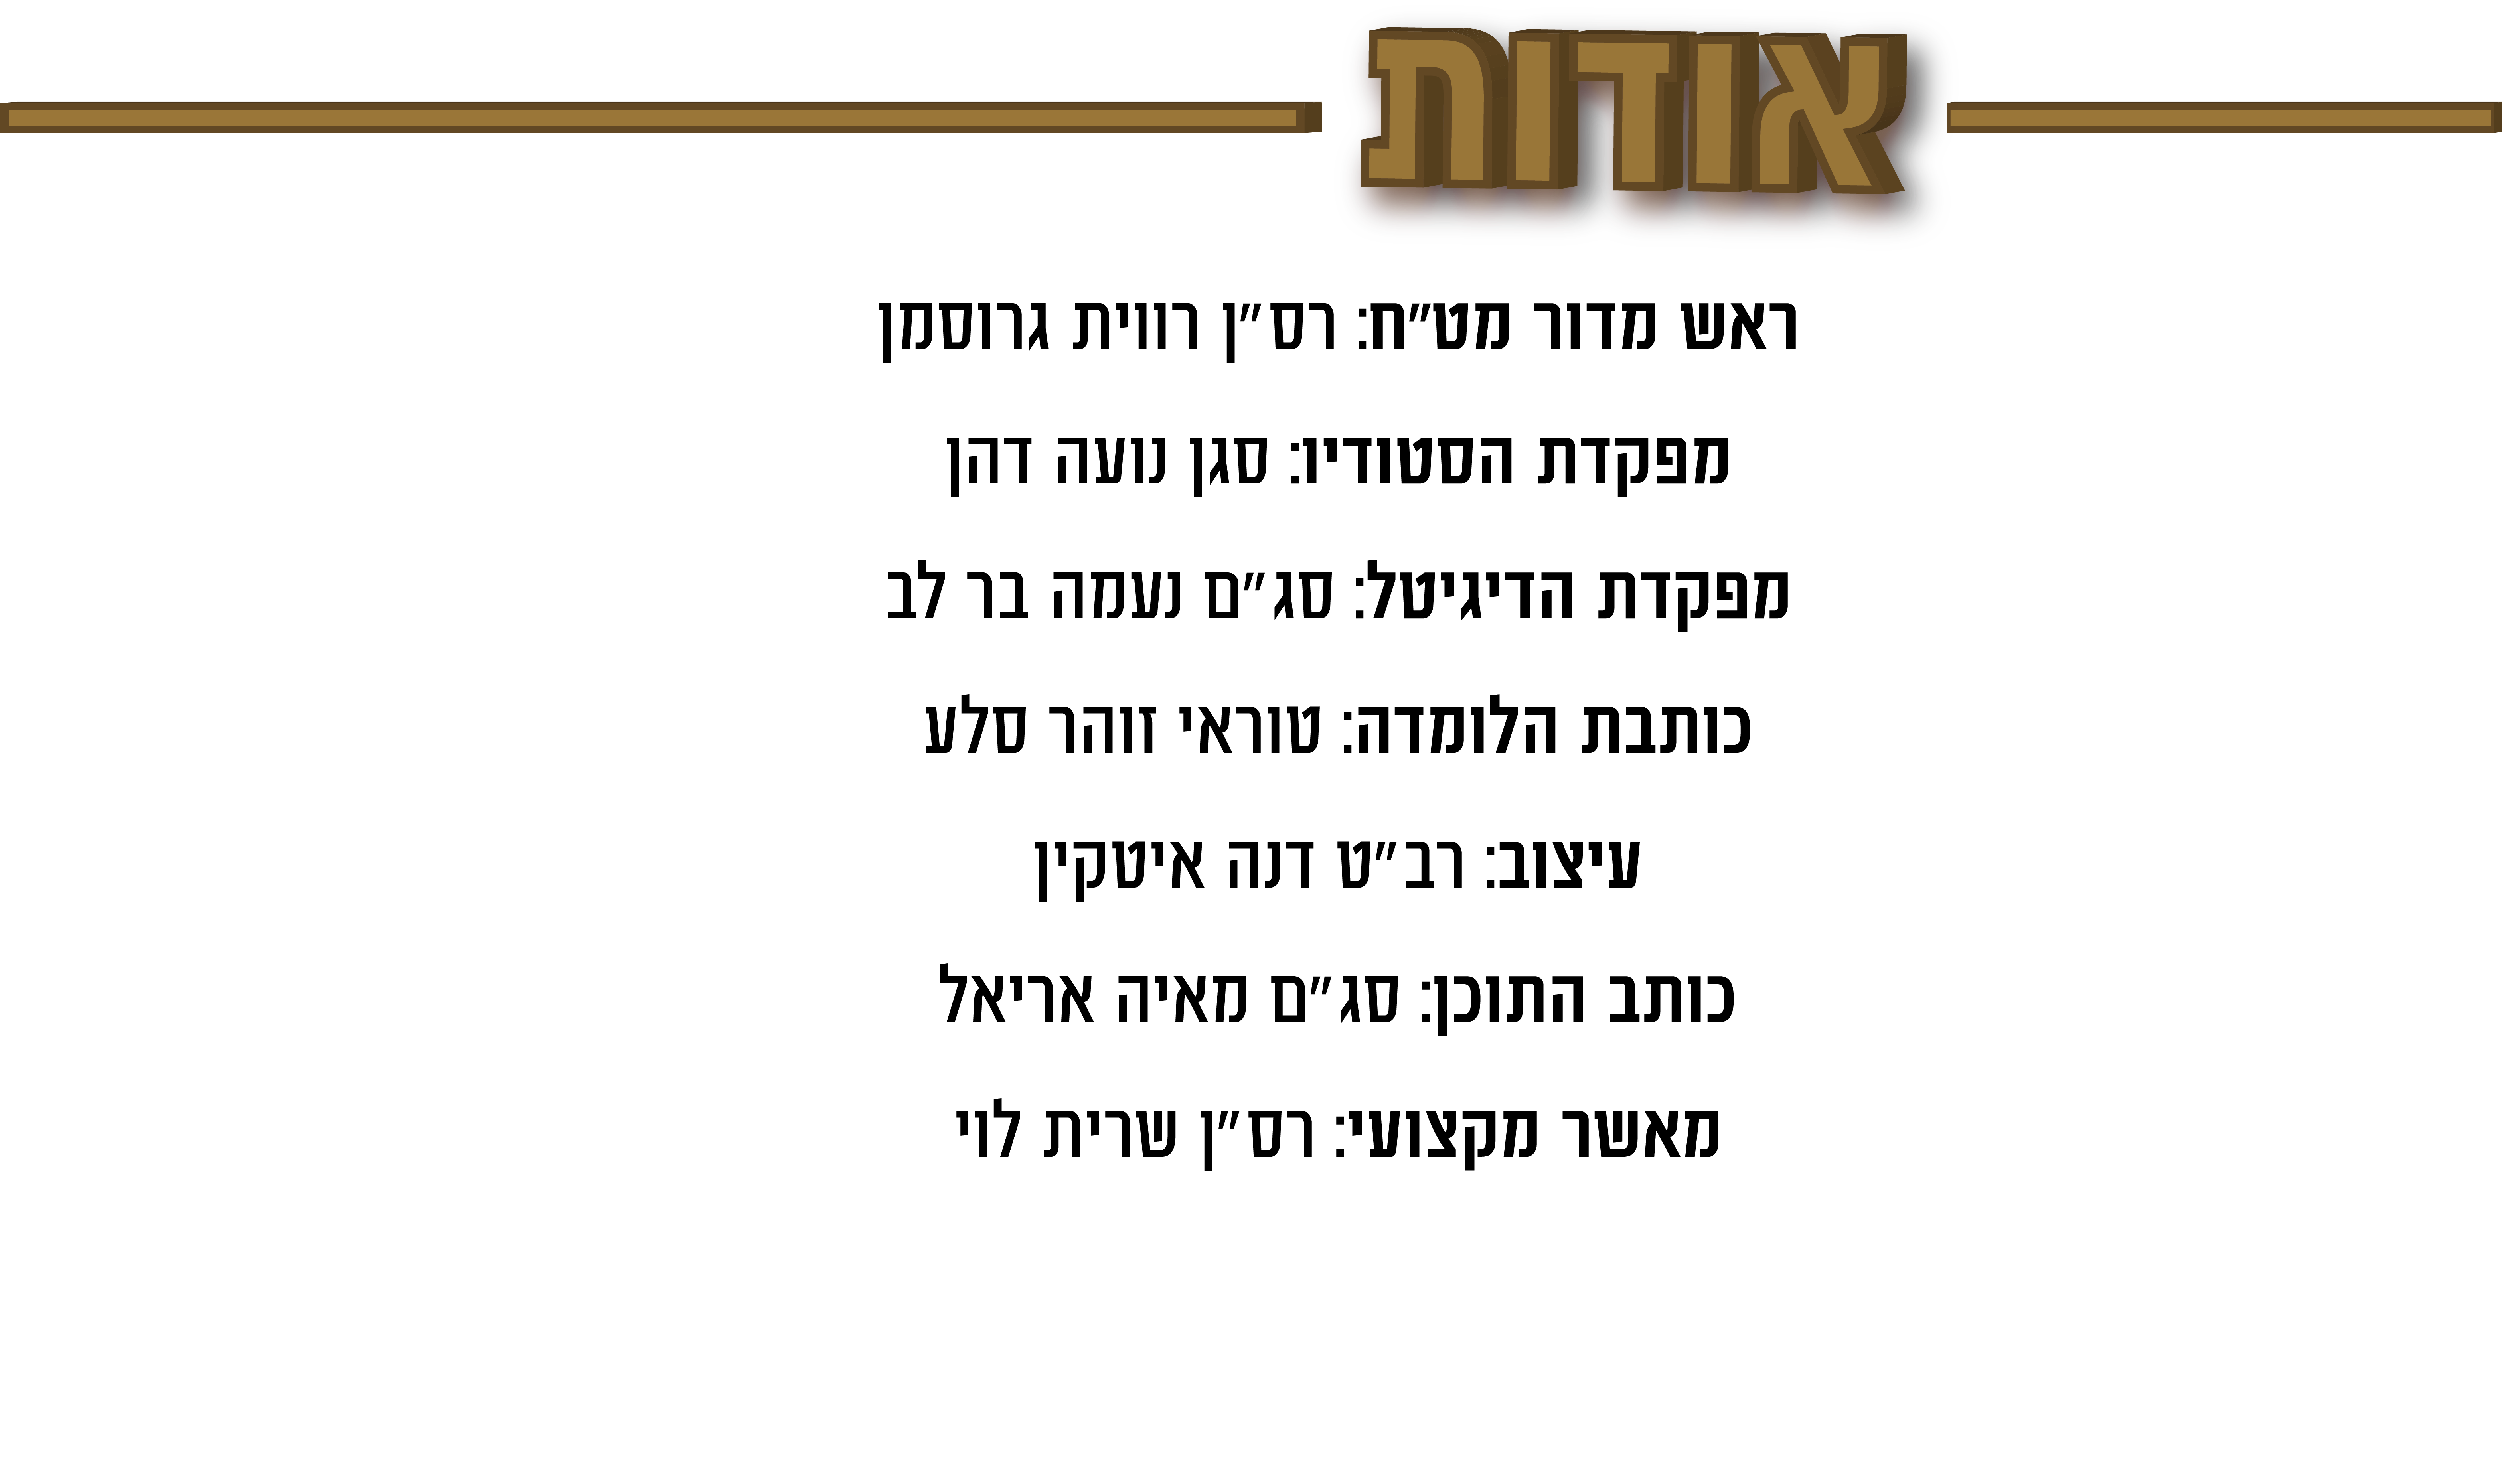 אודות
ראש מדור מט״ח: רס״ן רווית גרוסמן
מפקדת הסטודיו: סגן נועה דהן
מפקדת הדיגיטל: סג״ם נעמה בר לב
כותבת הלומדה: טוראי זוהר סלע
עיצוב: רב״ט דנה איטקין
כותב התוכן: סג״ם מאיה אריאל
מאשר מקצועי: רס״ן שרית לוי